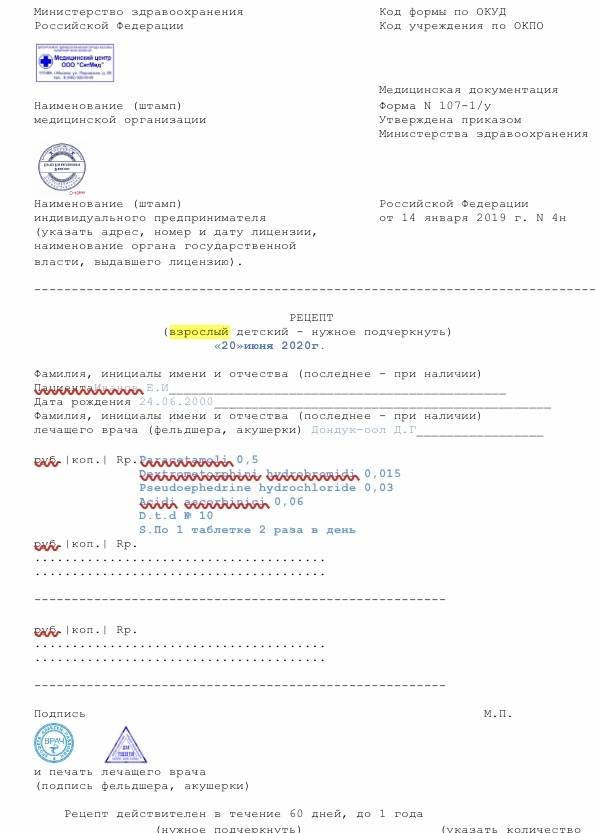 Министерство здравоохранения
Российской Федерации
Код формы по ОКУД
Код учреждения по ОКПО
Медицинский центр
ООО "СитМед"
Медицинская документация
Наименование (штамп)
медицинской организации
Форма N 107-1/у
Утверждена приказом
Министерства здравоохранения
Наименование (штамп)
индивидуального предпринимателя
(указать адрес, номер и дату лицензии,
наименование органа государственной
власти, выдавшего лицензию).
Российской Федерации
от 14 января 2019 г. N 4н
РЕЦЕПТ
(взрослый детский - нужное подчеркнуть)
«20»июня 2020г.
Фамилия, инициалы имени и отчества (последнее - при наличии)
ПациентаИванов Е.И
Дата рождения 24.06.2000
Фамилия, инициалы имени и отчества (последнее - при наличии)
лечащего врача (фельдшера, акушерки) Дондук-оол Д.Г
руб.|коп.| Rp.Paracetamoli 0,5
Dextrometorphini hydrobromidi 0,015
Pseudoephedrine hydrochloride 0,03
Acidi ascorbinici 0,06
D.t.d № 10
S.По 1 таблетке 2 раза в день
руб.|коп.| Rp.
руб.|коп.| Rp.
Подпись
М.П.
ВРАЧ
ДЛЯ
РЕЦЕПТОВ
и печать лечащего врача
(подпись фельдшера, акушерки)
Рецепт действителен в течение 60 дней, до 1 года
(нужное подчеркнуть)
(указать количество